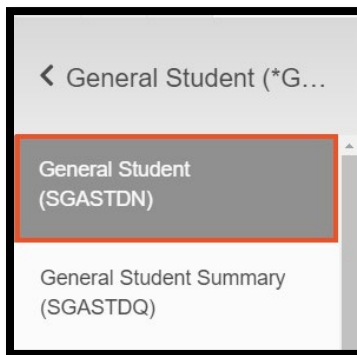 General Student (*G...
General Student
(SGASTDN)
General Student Summary
(SGASTDQ)